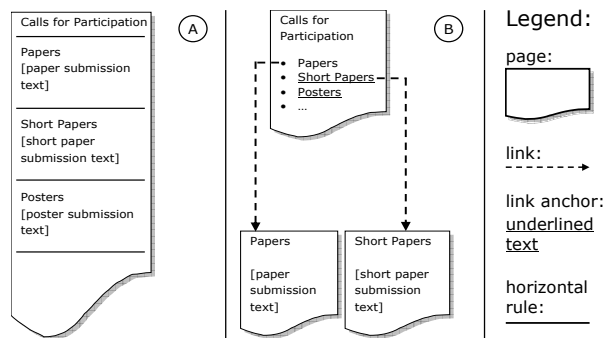 Calls for Participation
Papers
[paper submission
text]
Short Papers
[short paper
submission text]
Posters
[poster submission
text]
A
Calls for
Participation
• Papers
• Short Papers
• Posters
• ...
B
Papers
[paper
submission
text]
Short Papers
[short paper
submission
text]
Legend:
page:
link:
link anchor:
underlined
text
horizontal
rule: